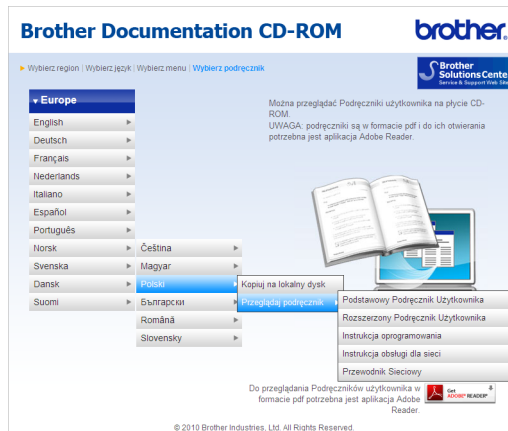 Brother Documentation CD-ROM
brother
Wybierz region | Wybierz język | Wybierz menu | Wybierz podręcznik
Brother
Solutions Cente
Service & Support Web Site
Europe
English
Deutsch
Français
Nederlands
Italiano
Español
Português
Norsk
Svenska
Dansk
Suomi
Čeština
Magyar
Polski
Български
Română
Slovensky
Można przeglądać Podręczniki użytkownika na płycie CD-
ROM.
UWAGA: podręczniki są w formacie pdf i do ich otwierania
potrzebna jest aplikacja Adobe Reader.
Kopiuj na lokalny dysk
Przeglądaj podręcznik
Podstawowy Podręcznik Użytkownika
Rozszerzony Podręcznik Użytkownika
Instrukcja oprogramowania
Instrukcja obsługi dla sieci
Przewodnik Sieciowy
Do przeglądania Podręczników użytkownika w
formacie pdf potrzebna jest aplikacja Adobe
Reader.
Get
ADOBE® READER®
© 2010 Brother Industries, Ltd. All Rights Reserved.